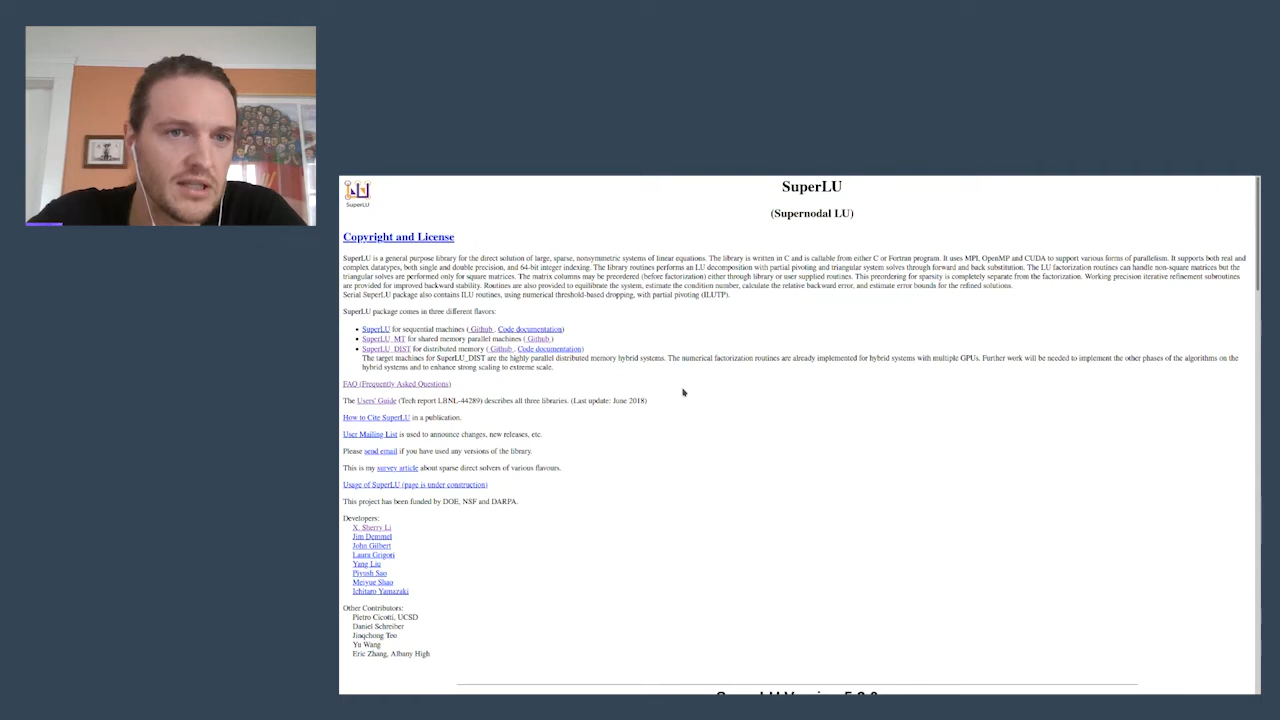 SuperLU
SuperLU
(Supernodal LU)
Copyright and License
SuperLU is a general purpose library for the direct solution of large, sparse, nonsymmetric systems of linear equations. The library is written in C and is callable from either C or Fortran program. It uses MPI, OpenMP and CUDA to support various forms of parallelism. It supports both real and
complex datatypes, both single and double precision, and 64-bit integer indexing. The library routines performs an LU decomposition with partial pivoting and triangular system solves through forward and back substitution. The LU factorization routines can handle non-square matrices but the
triangular solves are performed only for square matrices. The matrix columns may be preordered (before factorization) either through library or user supplied routines. This preordering for sparsity is completely separate from the factorization. Working precision iterative refinement subroutines
are provided for improved backward stability. Routines are also provided to equilibrate the system, estimate the condition number, calculate the relative backward error, and estimate error bounds for the refined solutions.
Serial SuperLU package also contains ILU routines, using numerical threshold-based dropping, with partial pivoting (ILUTP).
SuperLU package comes in three different flavors:
• SuperLU for sequential machines ( Github , Code documentation)
• SuperLU_MT for shared memory parallel machines ( Github )
• SuperLU_DIST for distributed memory ( Github , Code documentation)
The target machines for SuperLU_DIST are the highly parallel distributed memory hybrid systems. The numerical factorization routines are already implemented for hybrid systems with multiple GPUs. Further work will be needed to implement the other phases of the algorithms on the
hybrid systems and to enhance strong scaling to extreme scale.
FAQ (Frequently Asked Questions)
The Users' Guide (Tech report LBNL-44289) describes all three libraries. (Last update: June 2018)
How to Cite SuperLU in a publication.
User Mailing List is used to announce changes, new releases, etc.
Please send email if you have used any versions of the library.
This is my survey article about sparse direct solvers of various flavours.
Usage of SuperLU (page is under construction)
This project has been funded by DOE, NSF and DARPA.
Developers:
X. Sherry Li
Jim Demmel
John Gilbert
Laura Grigori
Yang Liu
Piyush Sao
Meiyue Shao
Ichitaro Yamazaki
Other Contributors:
Pietro Cicotti, UCSD
Daniel Schreiber
Jinqchong Teo
Yu Wang
Eric Zhang, Albany High